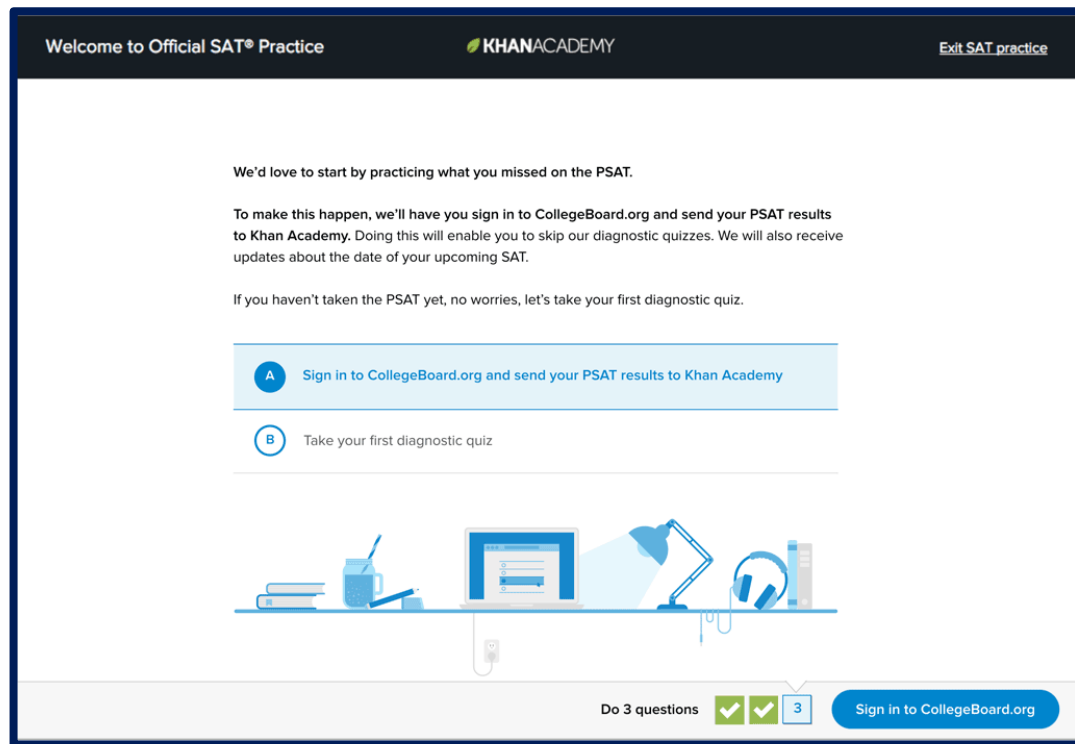 Welcome to Official SAT® Practice
KHANACADEMY
Exit SAT practice
We'd love to start by practicing what you missed on the PSAT.
To make this happen, we'll have you sign in to CollegeBoard.org and send your PSAT results
to Khan Academy. Doing this will enable you to skip our diagnostic quizzes. We will also receive
updates about the date of your upcoming SAT.
If you haven't taken the PSAT yet, no worries, let's take your first diagnostic quiz.
A Sign in to CollegeBoard.org and send your PSAT results to Khan Academy
B Take your first diagnostic quiz
Do 3 questions 3 Sign in to CollegeBoard.org